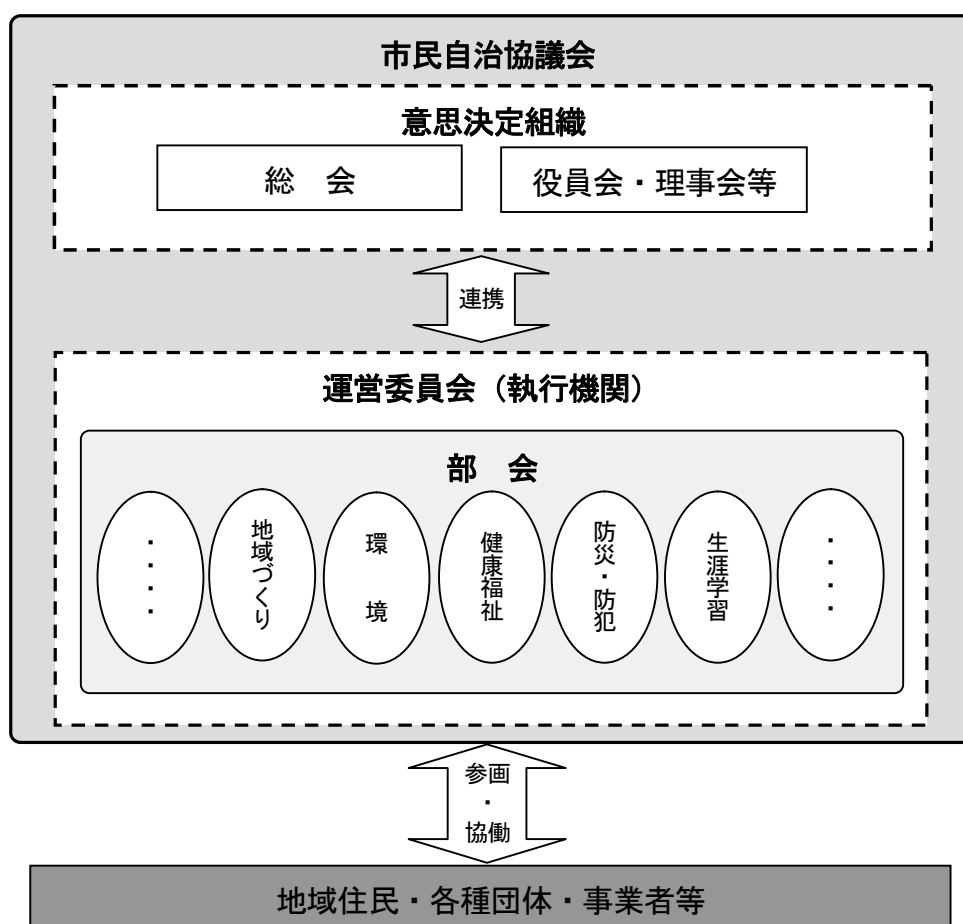 市民自治協議会
意思決定組織
総　会
役員会・理事会等
連携
運営委員会（執行機関）
部　会
・・・・
地域づくり
環　境
健康福祉
防災・防犯
生涯学習
・・・・
参画
・
協働
地域住民・各種団体・事業者等